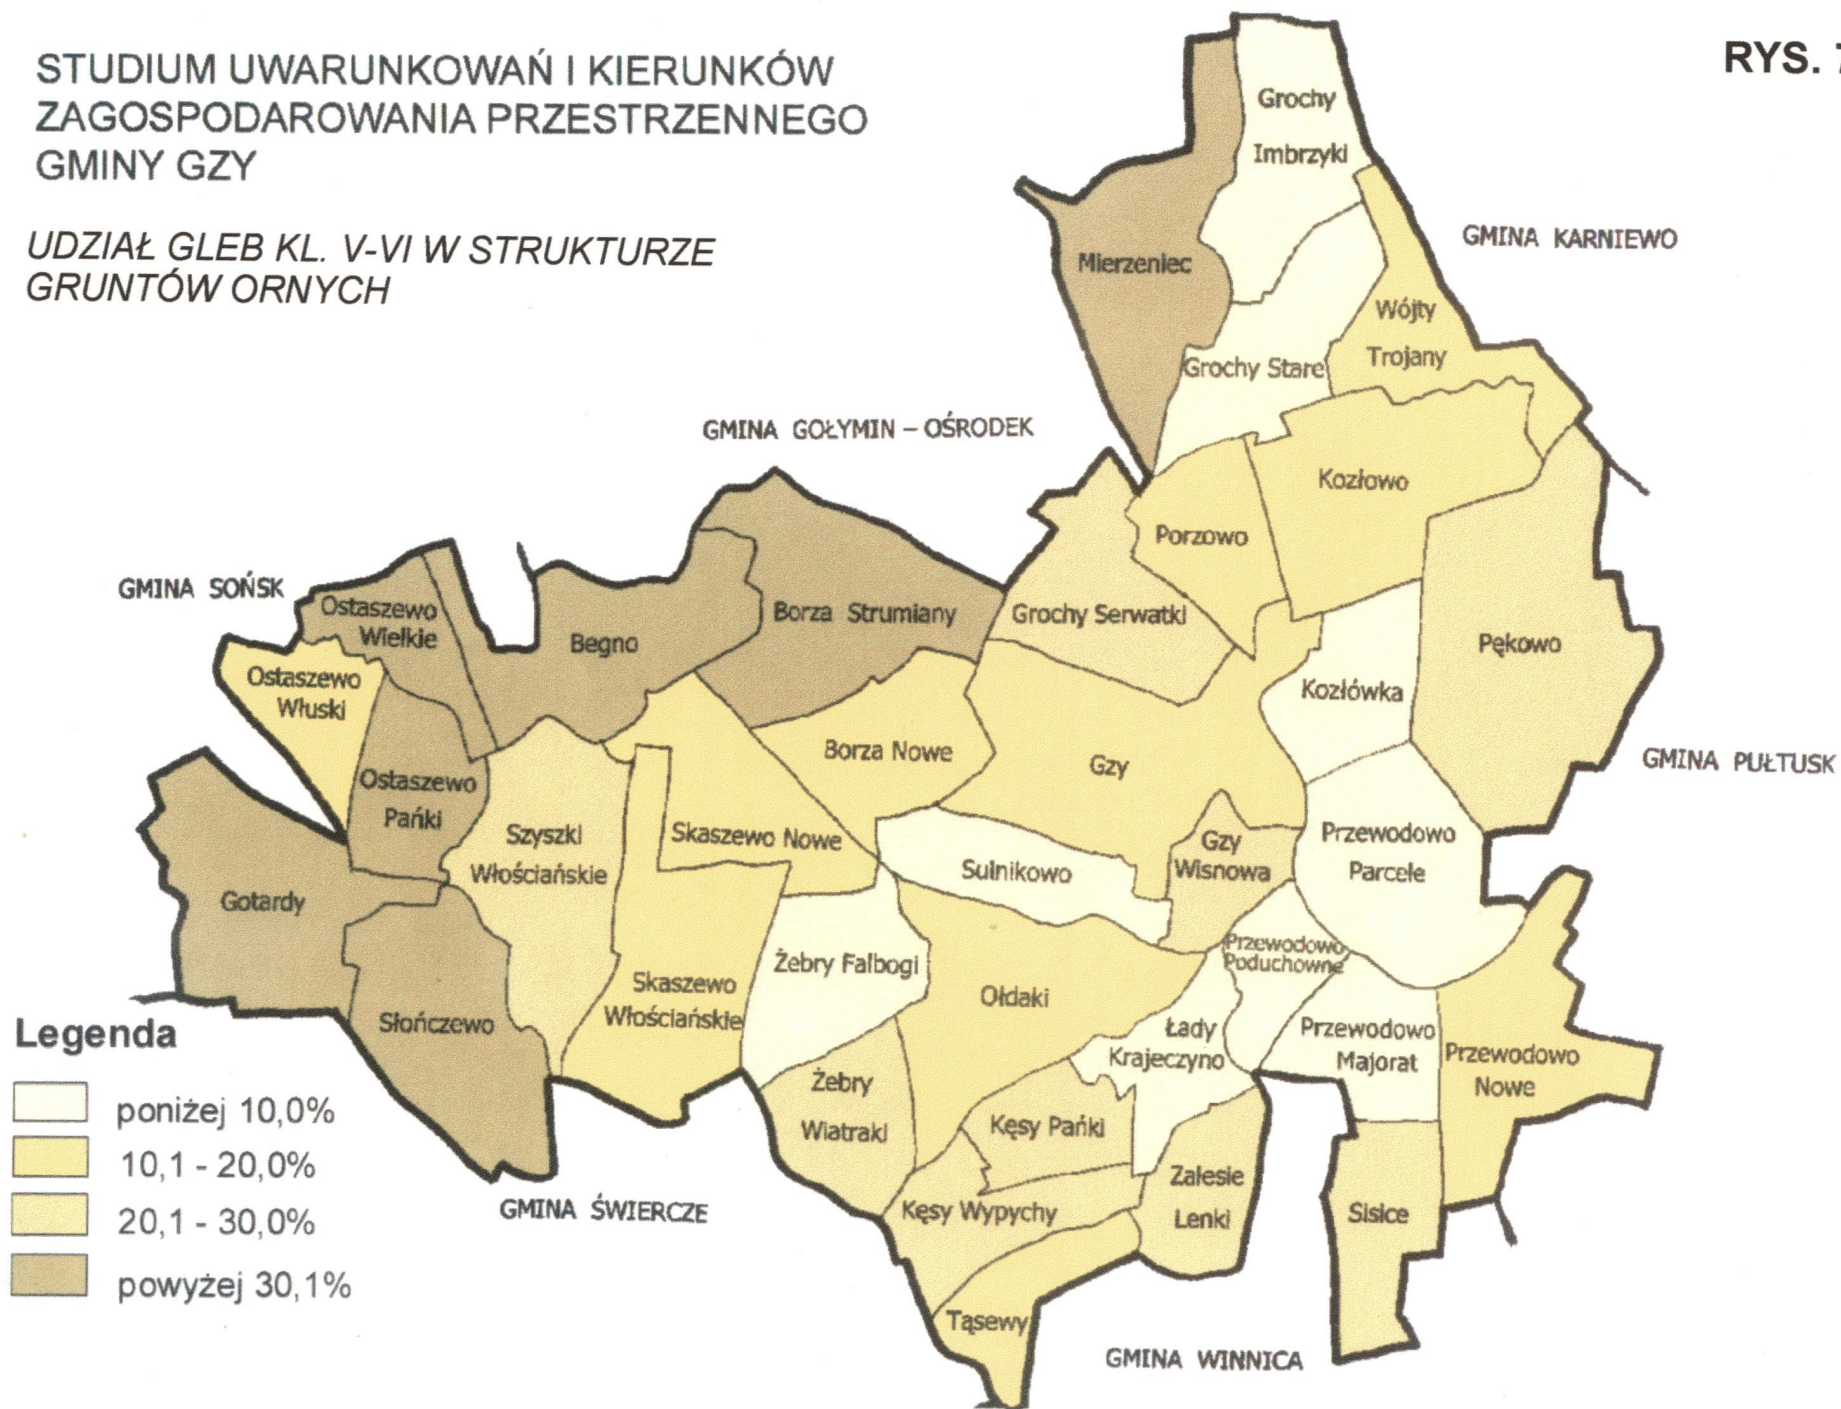 STUDIUM UWARUNKOWAŃ I KIERUNKÓW
ZAGOSPODAROWANIA PRZESTRZENNEGO
GMINY GZY
RYS. 7
UDZIAŁ GLEB KL. V-VI W STRUKTURZE
GRUNTÓW ORNYCH
Grochy
Imbrzyki
GMINA KARNIEWO
Mierzeniec
Wójty
Trojany
Grochy Stare
GMINA GOŁYMIN – OŚRODEK
Kozłowo
Porzowo
GMINA SOŃSK
Ostaszewo
Wielkie
Begno
Borza Strumiany
Grochy Serwatki
Pękowo
Ostaszewo
Włuski
Kozłówka
Borza Nowe
Gzy
GMINA PUŁTUSK
Ostaszewo
Pańki
Szyszki
Włościańskie
Skaszewo Nowe
Sulnikowo
Gzy
Wisnowa
Przewodowo
Parcele
Gotardy
Żebry Falbogi
Przewodowo
Poduchowne
Skaszewo
Włościańskie
Ołdaki
Słończewo
Łady
Krajeczyno
Przewodowo
Majorat
Przewodowo
Nowe
Żebry
Wiatraki
Kęsy Pańki
Zalesie
Lenki
Kęsy Wypychy
Sisice
GMINA ŚWIERCZE
Tąsewy
GMINA WINNICA
Legenda
poniżej 10,0%
10,1 - 20,0%
20,1 - 30,0%
powyżej 30,1%